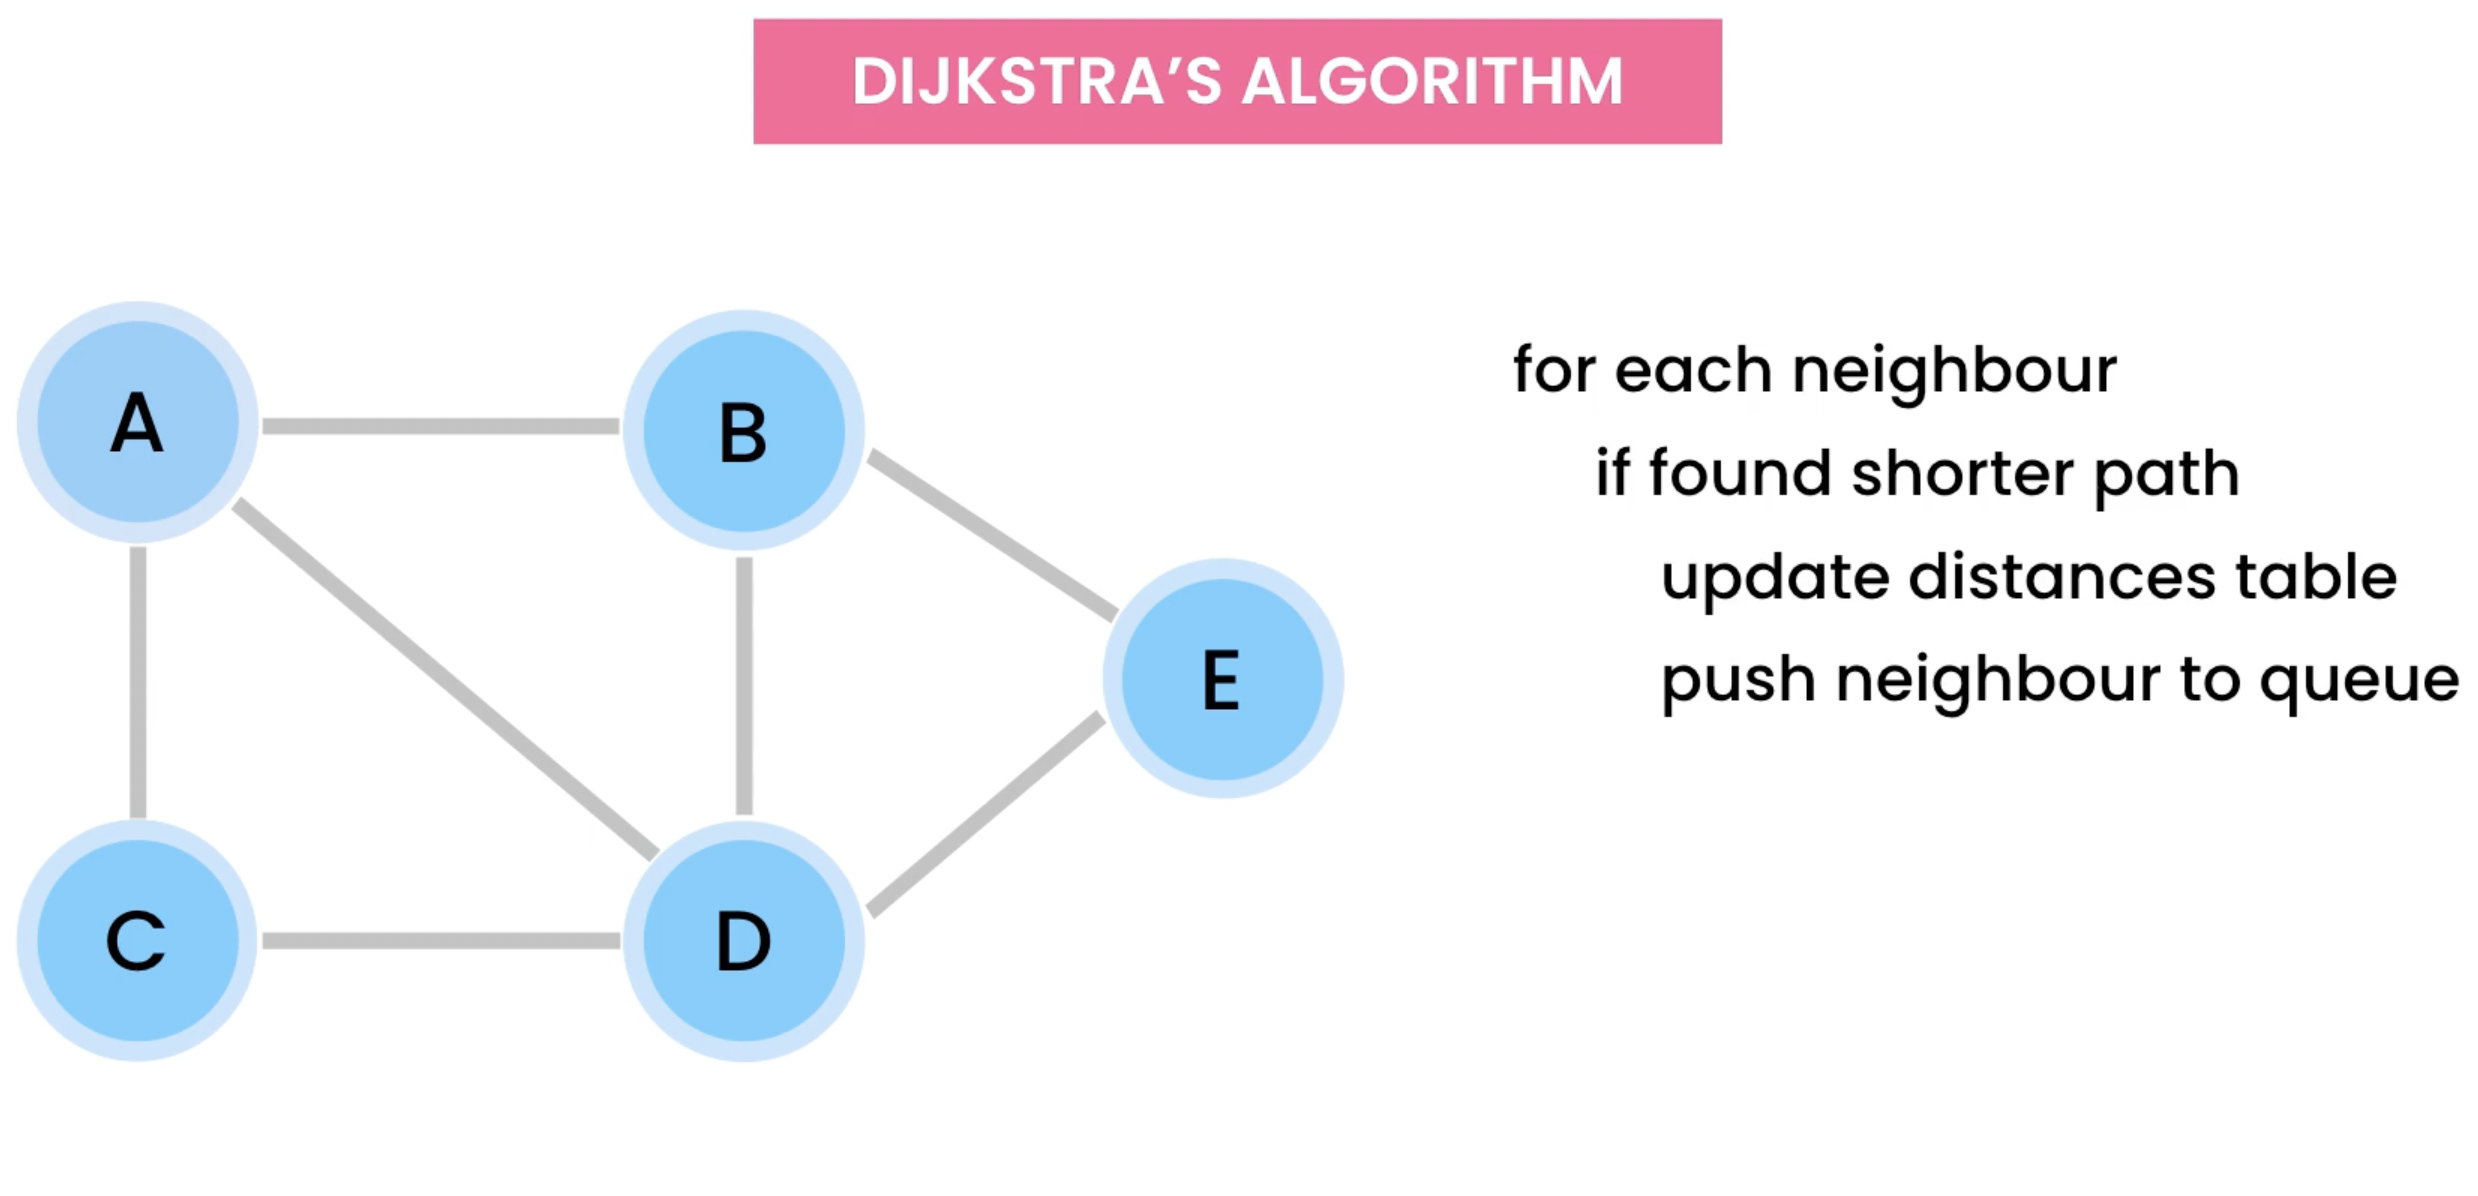 DIJKSTRA’S ALGORITHM
A
B
C
D
E
for each neighbour
if found shorter path
update distances table
push neighbour to queue